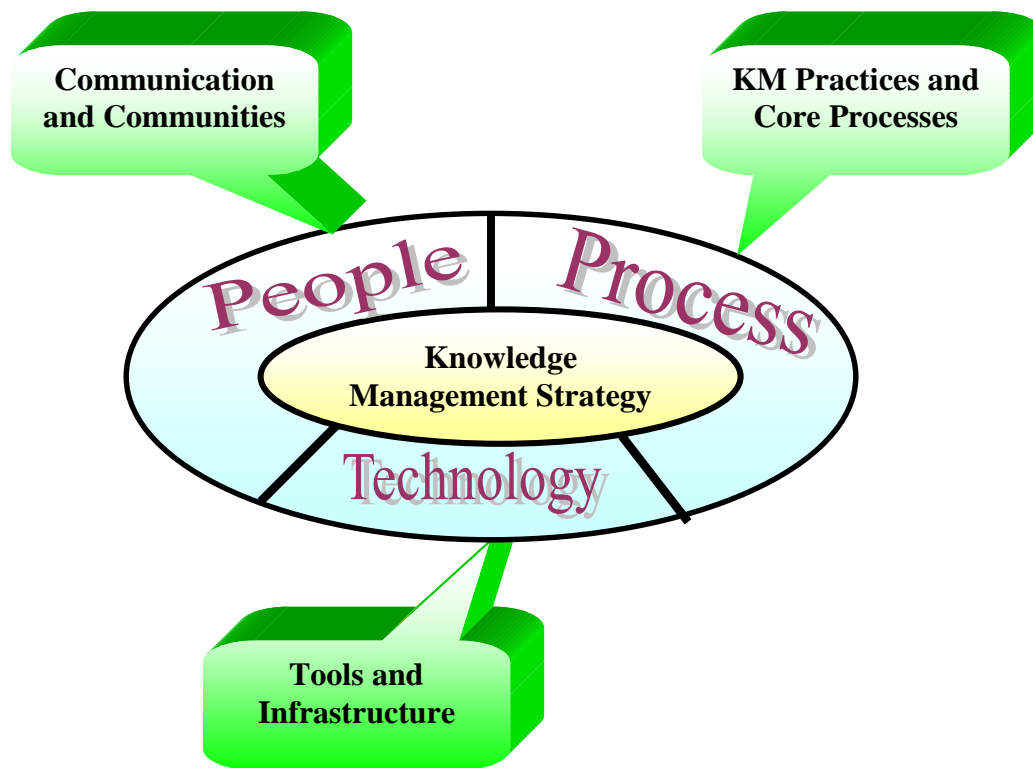 Communication
and Communities
KM Practices and
Core Processes
People
Process
Knowledge
Management Strategy
Technology
Tools and
Infrastructure